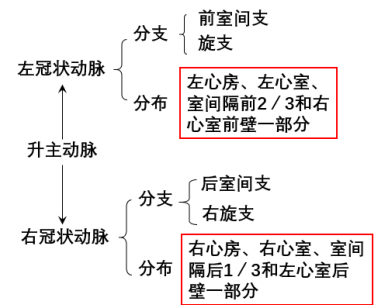 前室间支
分支
旋支
左冠状动脉
左心房、左心室、
室间隔前2/3和右
心室前壁一部分
分布
升主动脉
后室间支
分支
右旋支
右冠状动脉
右心房、右心室、室间
隔后1/3和左心室后
壁一部分
分布